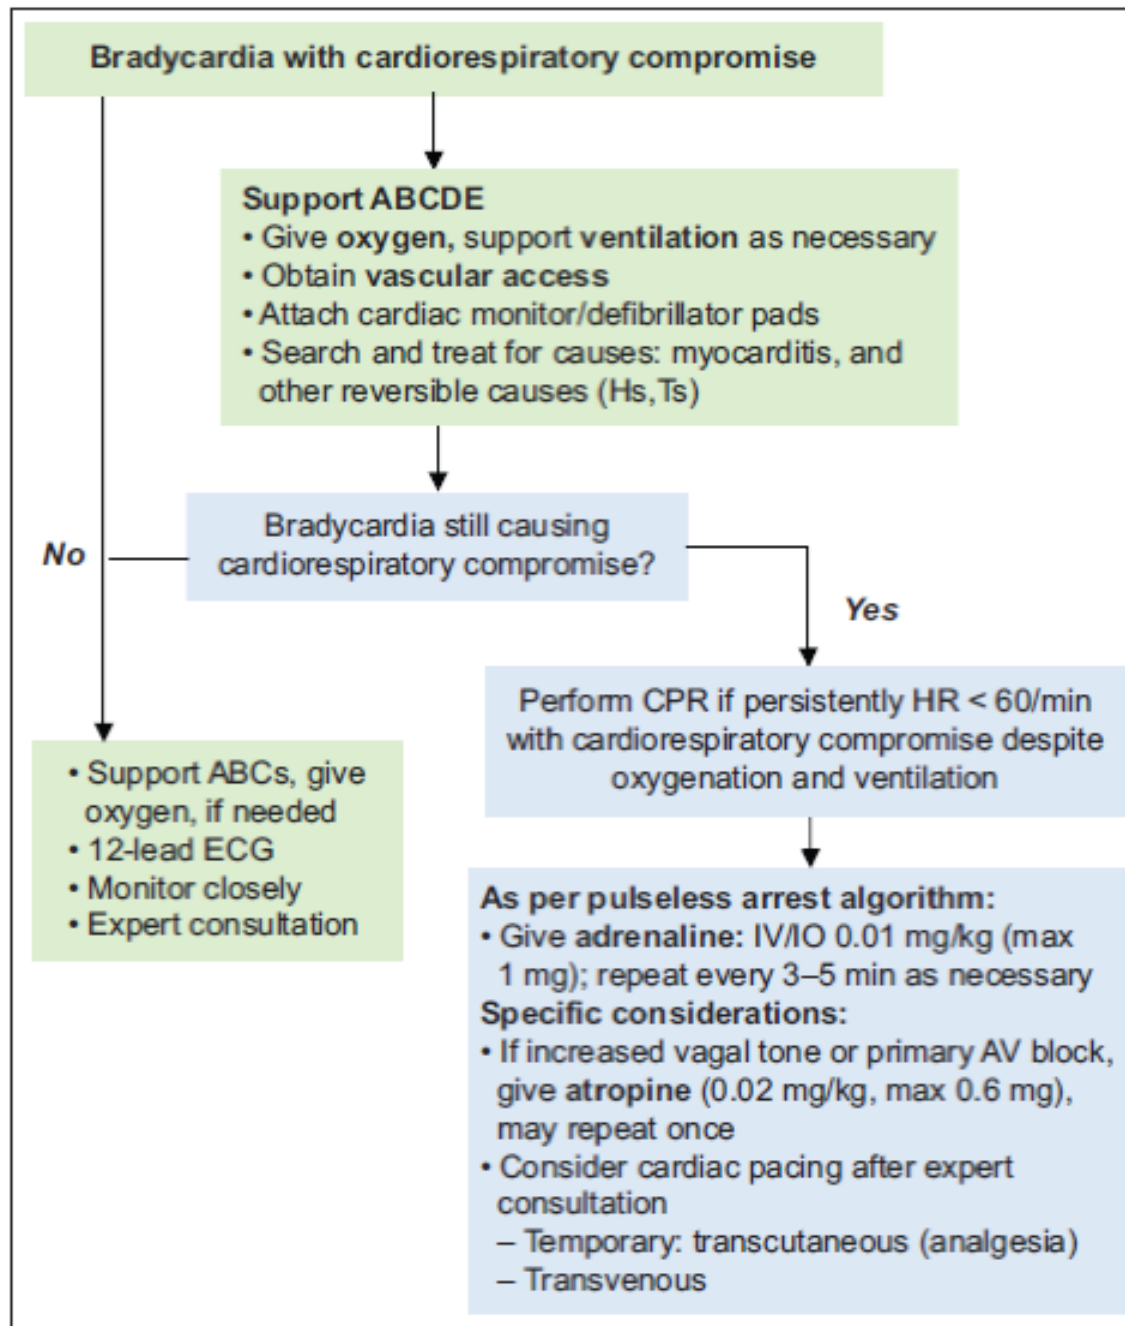 Bradycardia with cardiorespiratory compromise
Support ABCDE
• Give oxygen, support ventilation as necessary
• Obtain vascular access
• Attach cardiac monitor/defibrillator pads
• Search and treat for causes: myocarditis, and
other reversible causes (Hs,Ts)
Bradycardia still causing
cardiorespiratory compromise?
No
Yes
Perform CPR if persistently HR < 60/min
with cardiorespiratory compromise despite
oxygenation and ventilation
• Support ABCs, give
oxygen, if needed
• 12-lead ECG
• Monitor closely
• Expert consultation
As per pulseless arrest algorithm:
• Give adrenaline: IV/IO 0.01 mg/kg (max
1 mg); repeat every 3–5 min as necessary
Specific considerations:
• If increased vagal tone or primary AV block,
give atropine (0.02 mg/kg, max 0.6 mg),
may repeat once
• Consider cardiac pacing after expert
consultation
– Temporary: transcutaneous (analgesia)
– Transvenous